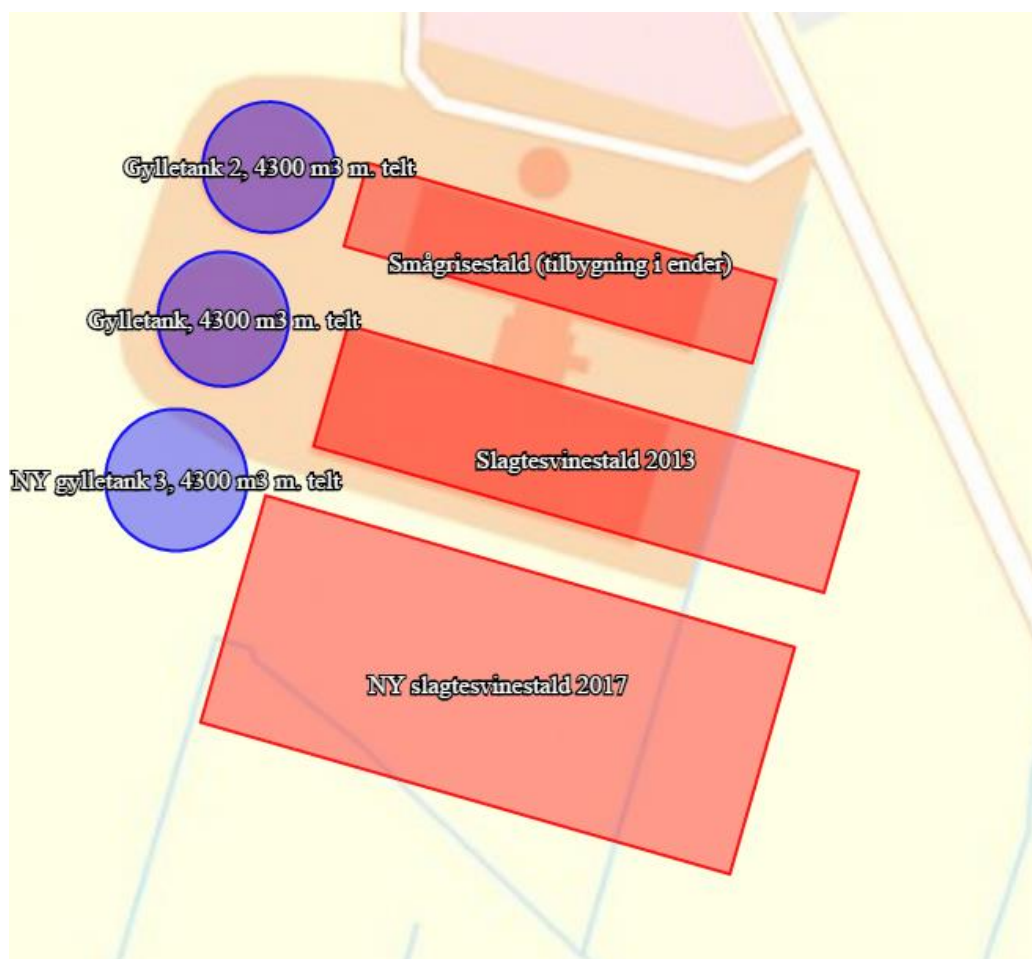 Gylletank 2, 4300 m3 m. telt
Smågrisestald (tilbygning i ender)
Gylletank, 4300 m3 m. telt
Slagtesvinestald 2013
NY gylletank 3, 4300 m3 m. telt
NY slagtesvinestald 2017